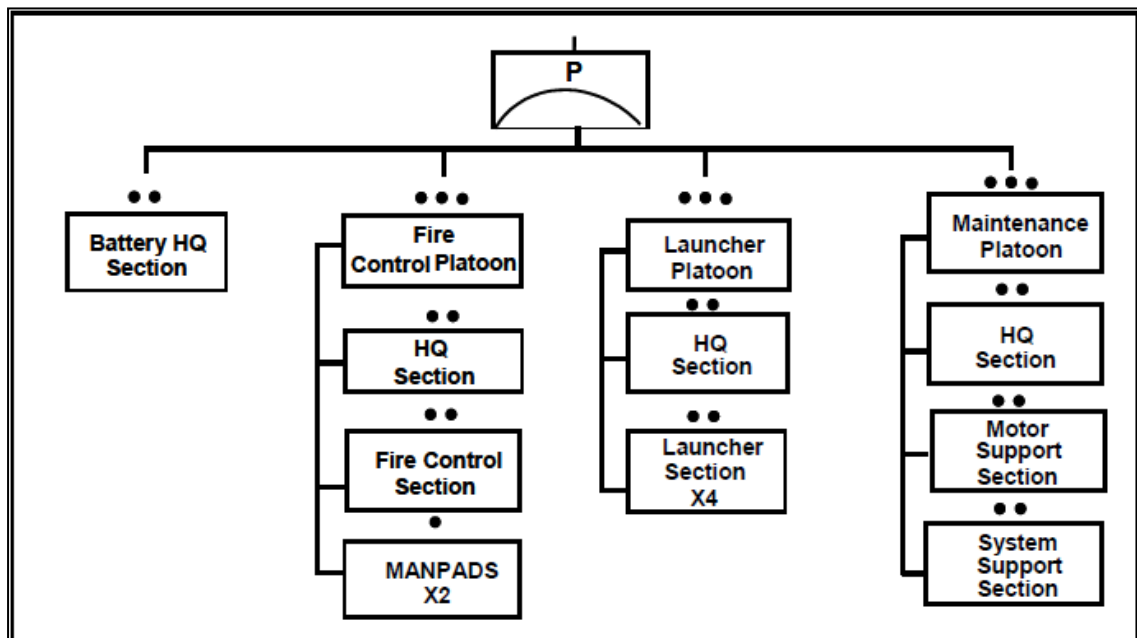 P
Battery HQ
Section
Fire
Control Platoon
HQ
Section
Fire Control
Section
MANPADS
X2
Launcher
Platoon
HQ
Section
Launcher
Section
X4
Maintenance
Platoon
HQ
Section
Motor
Support
Section
System
Support
Section